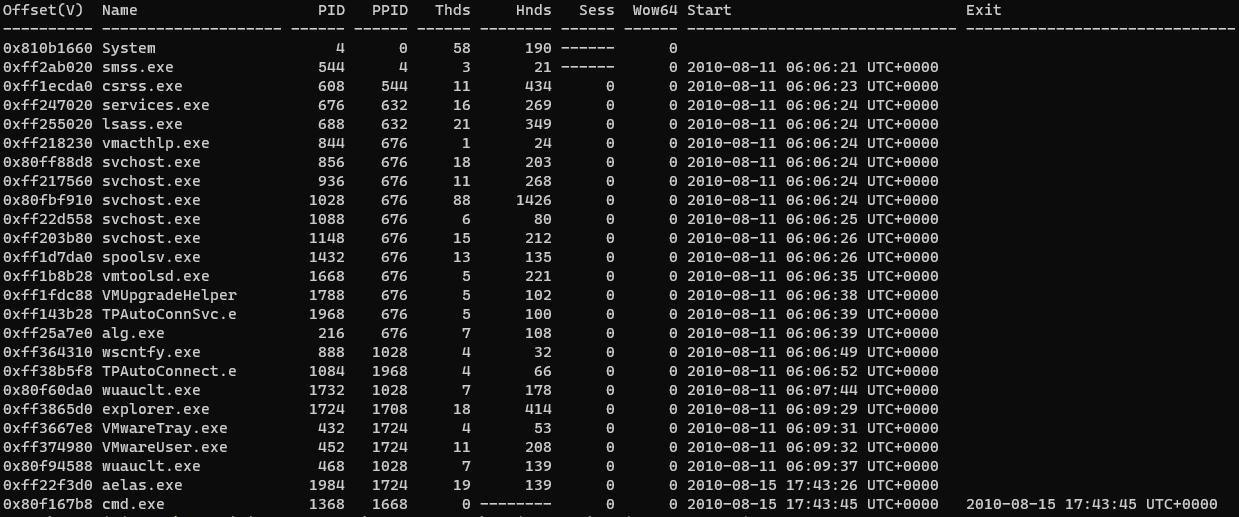 Offset(V)  Name                    PID   PPID   Thds     Hnds   Sess  Wow64 Start                          Exit
---------- -------------------- ------ ------ ------ -------- ------ ------ ------------------------------ ------------------------------
0x810b1660 System                    4      0     58      190 ------      0
0xff2ab020 smss.exe                544      4      3       21 ------      0 2010-08-11 06:06:21 UTC+0000
0xff1ecda0 csrss.exe               608    544     11      434      0      0 2010-08-11 06:06:23 UTC+0000
0xff247020 services.exe            676    632     16      269      0      0 2010-08-11 06:06:24 UTC+0000
0xff255020 lsass.exe               688    632     21      349      0      0 2010-08-11 06:06:24 UTC+0000
0xff218230 vmacthlp.exe            844    676      1       24      0      0 2010-08-11 06:06:24 UTC+0000
0x80ff88d8 svchost.exe             856    676     18      203      0      0 2010-08-11 06:06:24 UTC+0000
0xff217560 svchost.exe             936    676     11      268      0      0 2010-08-11 06:06:24 UTC+0000
0x80fbf910 svchost.exe            1028    676     88     1426      0      0 2010-08-11 06:06:24 UTC+0000
0xff22d558 svchost.exe            1088    676      6       80      0      0 2010-08-11 06:06:25 UTC+0000
0xff203b80 svchost.exe            1148    676     15      212      0      0 2010-08-11 06:06:26 UTC+0000
0xff1d7da0 spoolsv.exe            1432    676     13      135      0      0 2010-08-11 06:06:26 UTC+0000
0xff1b8b28 vmtoolsd.exe           1668    676      5      221      0      0 2010-08-11 06:06:35 UTC+0000
0xff1fdc88 VMUpgradeHelper        1788    676      5      102      0      0 2010-08-11 06:06:38 UTC+0000
0xff143b28 TPAutoConnSvc.e        1968    676      5      100      0      0 2010-08-11 06:06:39 UTC+0000
0xff25a7e0 alg.exe                 216    676      7      108      0      0 2010-08-11 06:06:39 UTC+0000
0xff364310 wscntfy.exe             888   1028      4       32      0      0 2010-08-11 06:06:49 UTC+0000
0xff38b5f8 TPAutoConnect.e        1084   1968      4       66      0      0 2010-08-11 06:06:52 UTC+0000
0x80f60da0 wuauclt.exe            1732   1028      7      178      0      0 2010-08-11 06:07:44 UTC+0000
0xff3865d0 explorer.exe           1724   1708     18      414      0      0 2010-08-11 06:09:29 UTC+0000
0xff3667e8 VMwareTray.exe          432   1724      4       53      0      0 2010-08-11 06:09:31 UTC+0000
0xff374980 VMwareUser.exe          452   1724     11      208      0      0 2010-08-11 06:09:32 UTC+0000
0x80f94588 wuauclt.exe             468   1028      7      139      0      0 2010-08-11 06:09:37 UTC+0000
0xff22f3d0 aelas.exe              1984   1724     19      139      0      0 2010-08-15 17:43:26 UTC+0000
0x80f167b8 cmd.exe                1368   1668      0 --------      0      0 2010-08-15 17:43:45 UTC+0000   2010-08-15 17:43:45 UTC+0000